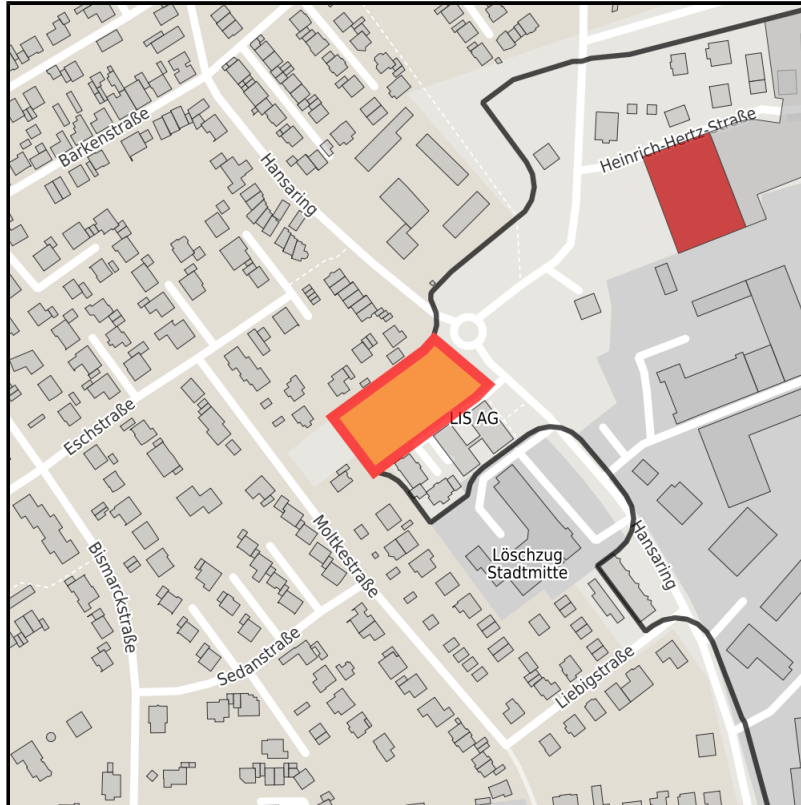 Barkenstraße
Hansaring
Heinrich-Hertz-Straße
Eschstraße
LIS AG
Bismarckstraße
Moltkestraße
Löschzug
Stadtmitte
Hansaring
Sedanstraße
Liebigstraße